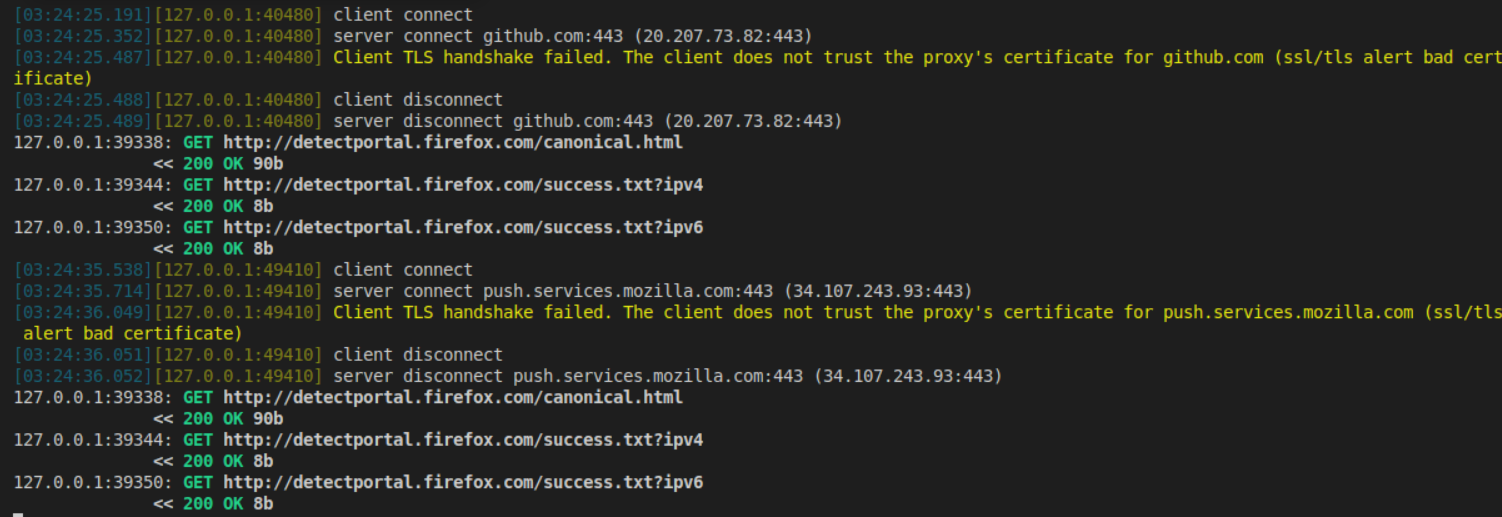 [03:24:25.191][127.0.0.1:40480] client connect
[03:24:25.352][127.0.0.1:40480] server connect github.com:443 (20.207.73.82:443)
[03:24:25.487][127.0.0.1:40480] Client TLS handshake failed. The client does not trust the proxy's certificate for github.com (ssl/tls alert bad cert
ificate)
[03:24:25.488][127.0.0.1:40480] client disconnect
[03:24:25.489][127.0.0.1:40480] server disconnect github.com:443 (20.207.73.82:443)
127.0.0.1:39338: GET http://detectportal.firefox.com/canonical.html
<< 200 OK 90b
127.0.0.1:39344: GET http://detectportal.firefox.com/success.txt?ipv4
<< 200 OK 8b
127.0.0.1:39350: GET http://detectportal.firefox.com/success.txt?ipv6
<< 200 OK 8b
[03:24:35.538][127.0.0.1:49410] client connect
[03:24:35.714][127.0.0.1:49410] server connect push.services.mozilla.com:443 (34.107.243.93:443)
[03:24:36.049][127.0.0.1:49410] Client TLS handshake failed. The client does not trust the proxy's certificate for push.services.mozilla.com (ssl/tls
alert bad certificate)
[03:24:36.051][127.0.0.1:49410] client disconnect
[03:24:36.052][127.0.0.1:49410] server disconnect push.services.mozilla.com:443 (34.107.243.93:443)
127.0.0.1:39338: GET http://detectportal.firefox.com/canonical.html
<< 200 OK 90b
127.0.0.1:39344: GET http://detectportal.firefox.com/success.txt?ipv4
<< 200 OK 8b
127.0.0.1:39350: GET http://detectportal.firefox.com/success.txt?ipv6
<< 200 OK 8b